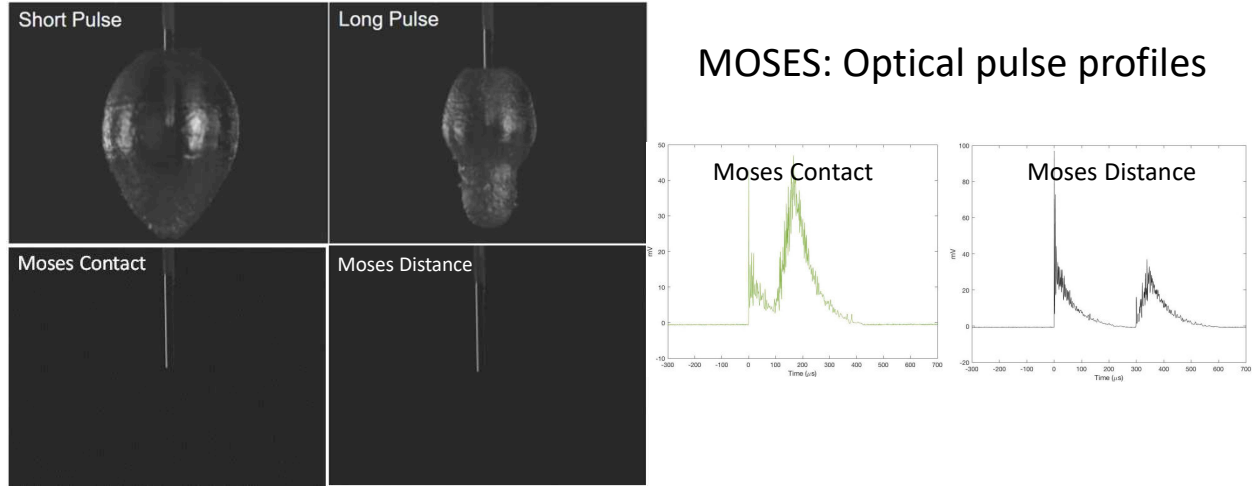 Short Pulse
Long Pulse
Moses Contact
Moses Distance
MOSES: Optical pulse profiles
Moses Contact
50
40
30
20
10
0
-10
mV
-300 -200 -100 0 100 200 300 400 500 600 700
Time (μs)
Moses Distance
100
80
60
40
20
0
-20
mV
-300 -200 -100 0 100 200 300 400 500 600 700
Time (μs)